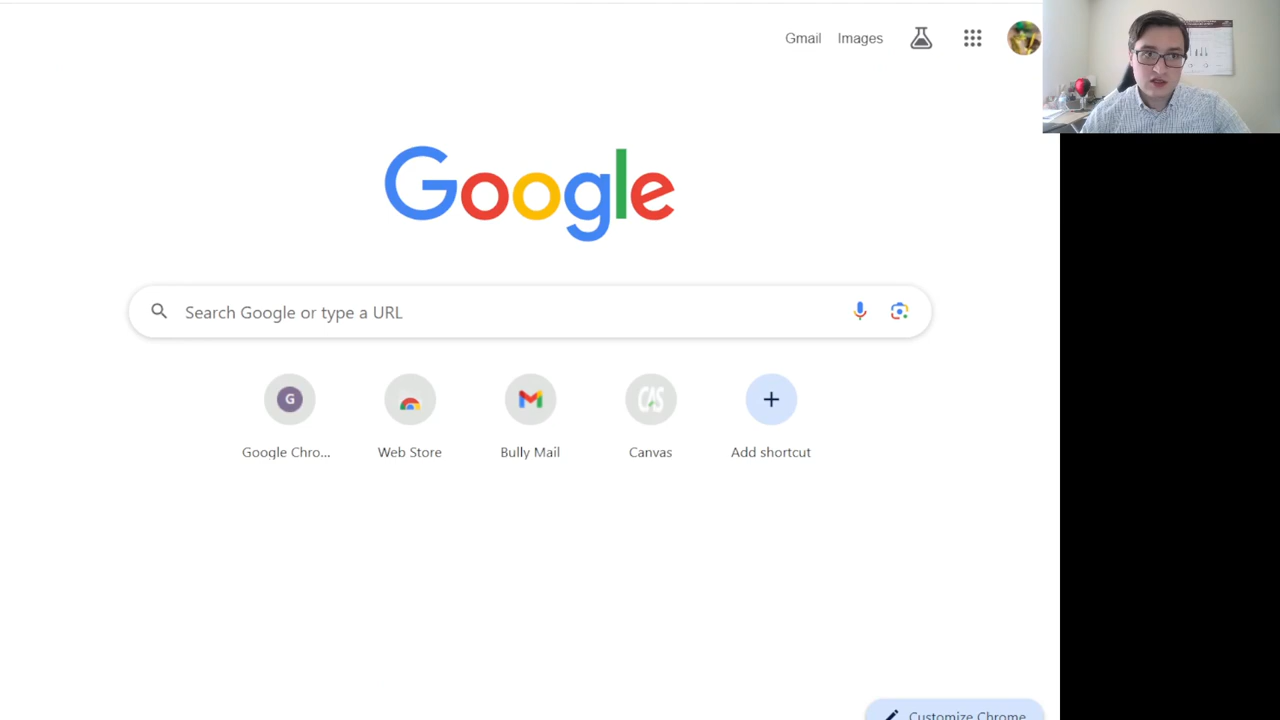 Gmail Images
Google
Search Google or type a URL
G
CAS
Google Chro... Web Store Bully Mail Canvas Add shortcut
Customize Chrome